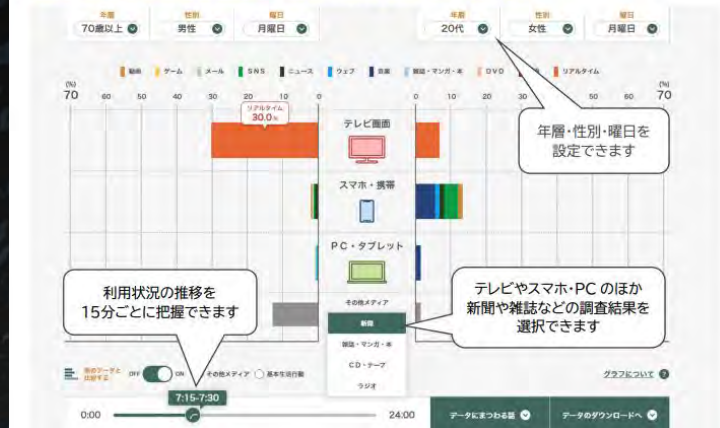 年層 性別 曜日 年層 性別 曜日
70歳以上 男性 月曜日 20代 女性 月曜日
動画 ゲーム メール SNS ニュース ウェブ 音楽 雑誌・マンガ・本 DVD リアルタイム
(%) (%)
70 60 50 40 30 20 10 0 0 10 20 30 50 60 70
リアルタイム
30.0%
テレビ画面
年層・性別・曜日を
設定できます
スマホ・携帯
PC・タブレット
利用状況の推移を
15分ごとに把握できます
テレビやスマホ・PC のほか
新聞や雑誌などの調査結果を
選択できます
その他メディア
新聞
雑誌・マンガ・本
CD・テープ
ラジオ
別のデータと
比較する OFF ON その他メディア 基本生活行動
グラフについて
7:15-7:30
0:00 24:00 データにまつわる話 データのダウンロードへ